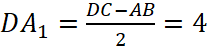 DA₁ = (DC−AB)/2 = 4